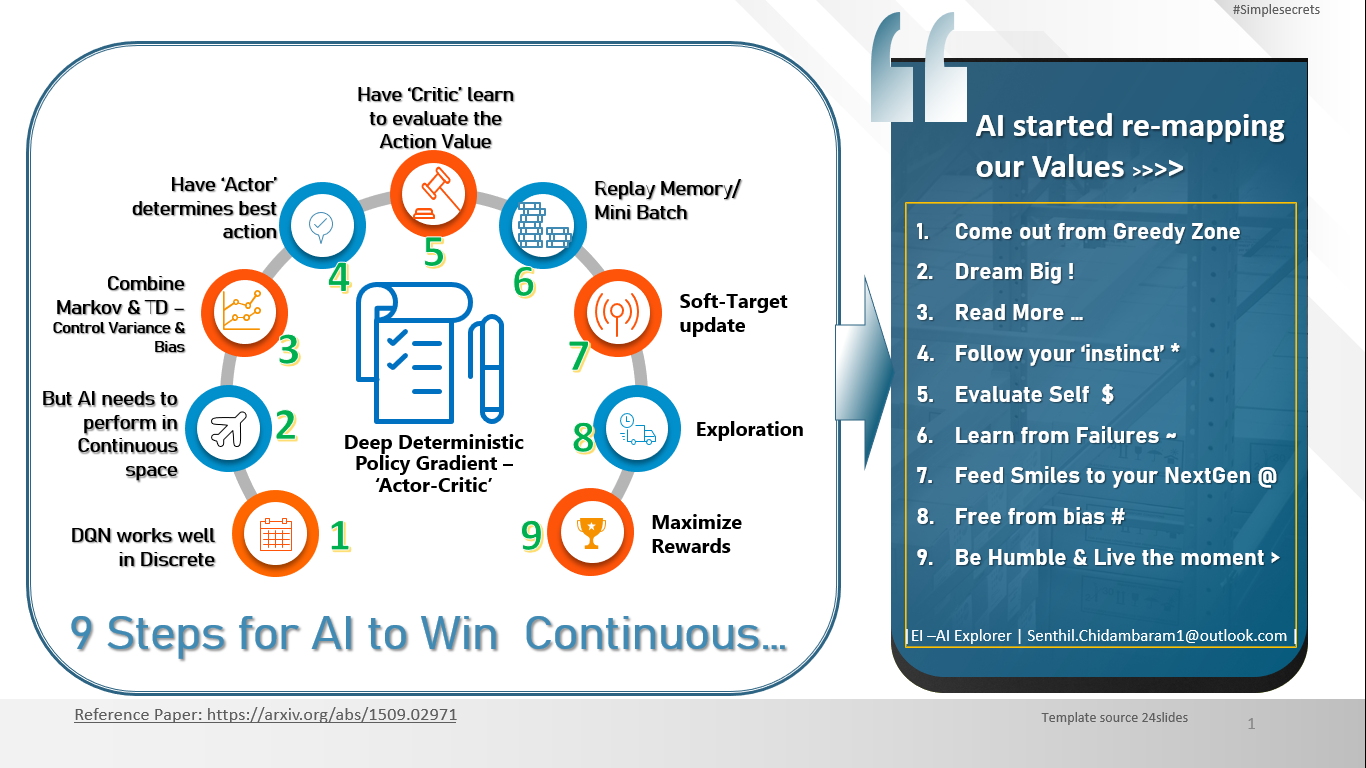 #Simplesecrets
Have ‘Critic’ learn
to evaluate the
Action Value
Have ‘Actor’
determines best
action
Replay Memory/
Mini Batch
4
5
6
Combine
Markov & TD –
Control Variance &
Bias
3
Soft-Target
update
7
But AI needs to
perform in
Continuous
space
2
Exploration
8
Deep Deterministic
Policy Gradient –
‘Actor-Critic’
DQN works well
in Discrete
1
Maximize
Rewards
9
9 Steps for AI to Win Continuous...
“
AI started re-mapping
our Values >>>>
1. Come out from Greedy Zone
2. Dream Big !
3. Read More ...
4. Follow your ‘instinct’ *
5. Evaluate Self $
6. Learn from Failures ~
7. Feed Smiles to your NextGen @
8. Free from bias #
9. Be Humble & Live the moment >
|EI –AI Explorer | Senthil.Chidambaram1@outlook.com |
Reference Paper: https://arxiv.org/abs/1509.02971
Template source 24slides
1